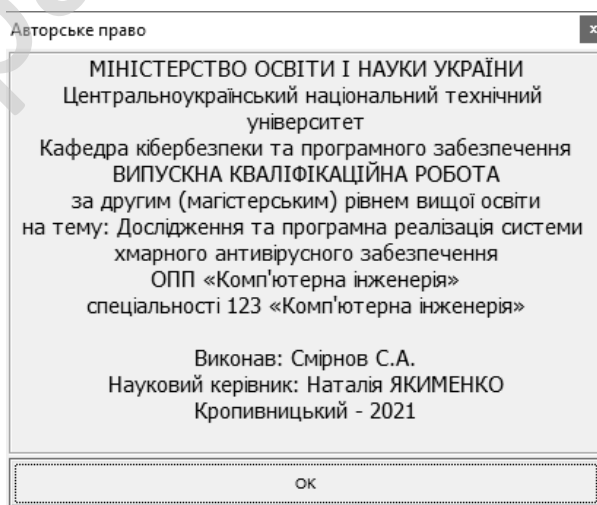 Авторське право
x
МІНІСТЕРСТВО ОСВІТИ І НАУКИ УКРАЇНИ
Центральноукраїнський національний технічний
університет
Кафедра кібербезпеки та програмного забезпечення
ВИПУСКНА КВАЛІФІКАЦІЙНА РОБОТА
за другим (магістерським) рівнем вищої освіти
на тему: Дослідження та програмна реалізація системи
хмарного антивірусного забезпечення
ОПП «Комп'ютерна інженерія»
спеціальності 123 «Комп'ютерна інженерія»
Виконав: Смірнов С.А.
Науковий керівник: Наталія ЯКИМЕНКО
Кропивницький - 2021
ОК